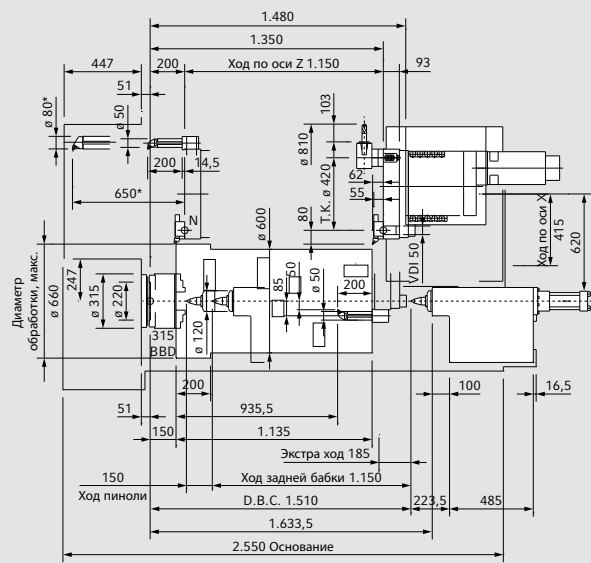 1.480
1.350
447
200
Ход по оси Z 1.150
93
51
ø 80*
ø 50
103
ø 810
200
14,5
62
Т.К. ø 420
650*
55
N
80
Ход по оси X
415
620
ø 600
VDI 50
Диаметр
обработки, макс.
ø 660
247
ø 315
ø 220
85
50
ø 50
200
315
BBD
ø 120
200
100
16,5
51
935,5
150
1.135
Экстра ход 185
150
Ход задней бабки 1.150
Ход пиноли
D.B.C. 1.510
223,5
485
1.633,5
2.550 Основание